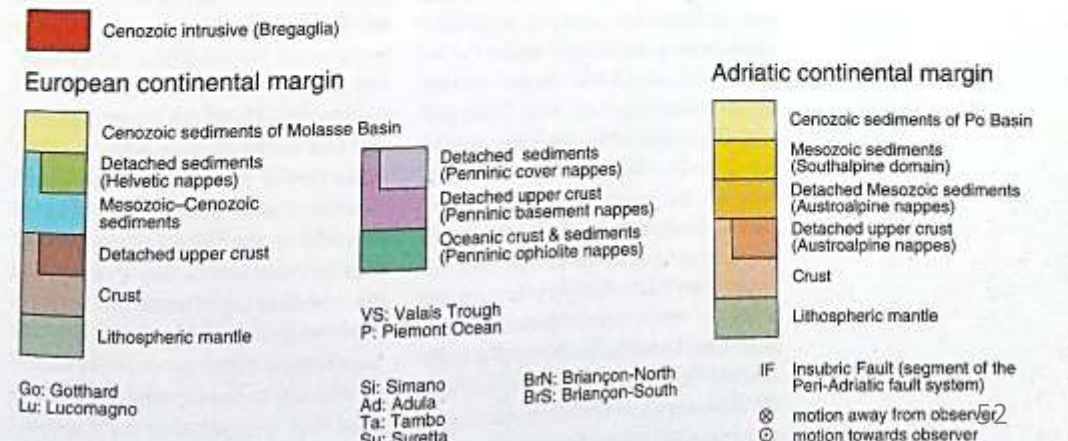 Cenozoic intrusive (Bregaglia)
European continental margin
Cenozoic sediments of Molasse Basin
Detached sediments
(Helvetic nappes)
Mesozoic–Cenozoic
sediments
Detached upper crust
Crust
Lithospheric mantle
Go: Gotthard
Lu: Lucomagno
Detached sediments
(Penninic cover nappes)
Detached upper crust
(Penninic basement nappes)
Oceanic crust & sediments
(Penninic ophiolite nappes)
VS: Valais Trough
P: Piemont Ocean
Si: Simano
Ad: Adula
Ta: Tambo
Su: Suretta
BrN: Briançon-North
BrS: Briançon-South
Adriatic continental margin
Cenozoic sediments of Po Basin
Mesozoic sediments
(Southalpine domain)
Detached Mesozoic sediments
(Austroalpine nappes)
Detached upper crust
(Austroalpine nappes)
Crust
Lithospheric mantle
IF Insubric Fault (segment of the
Peri-Adriatic fault system)
⊗ motion away from observer
⊙ motion towards observer
52